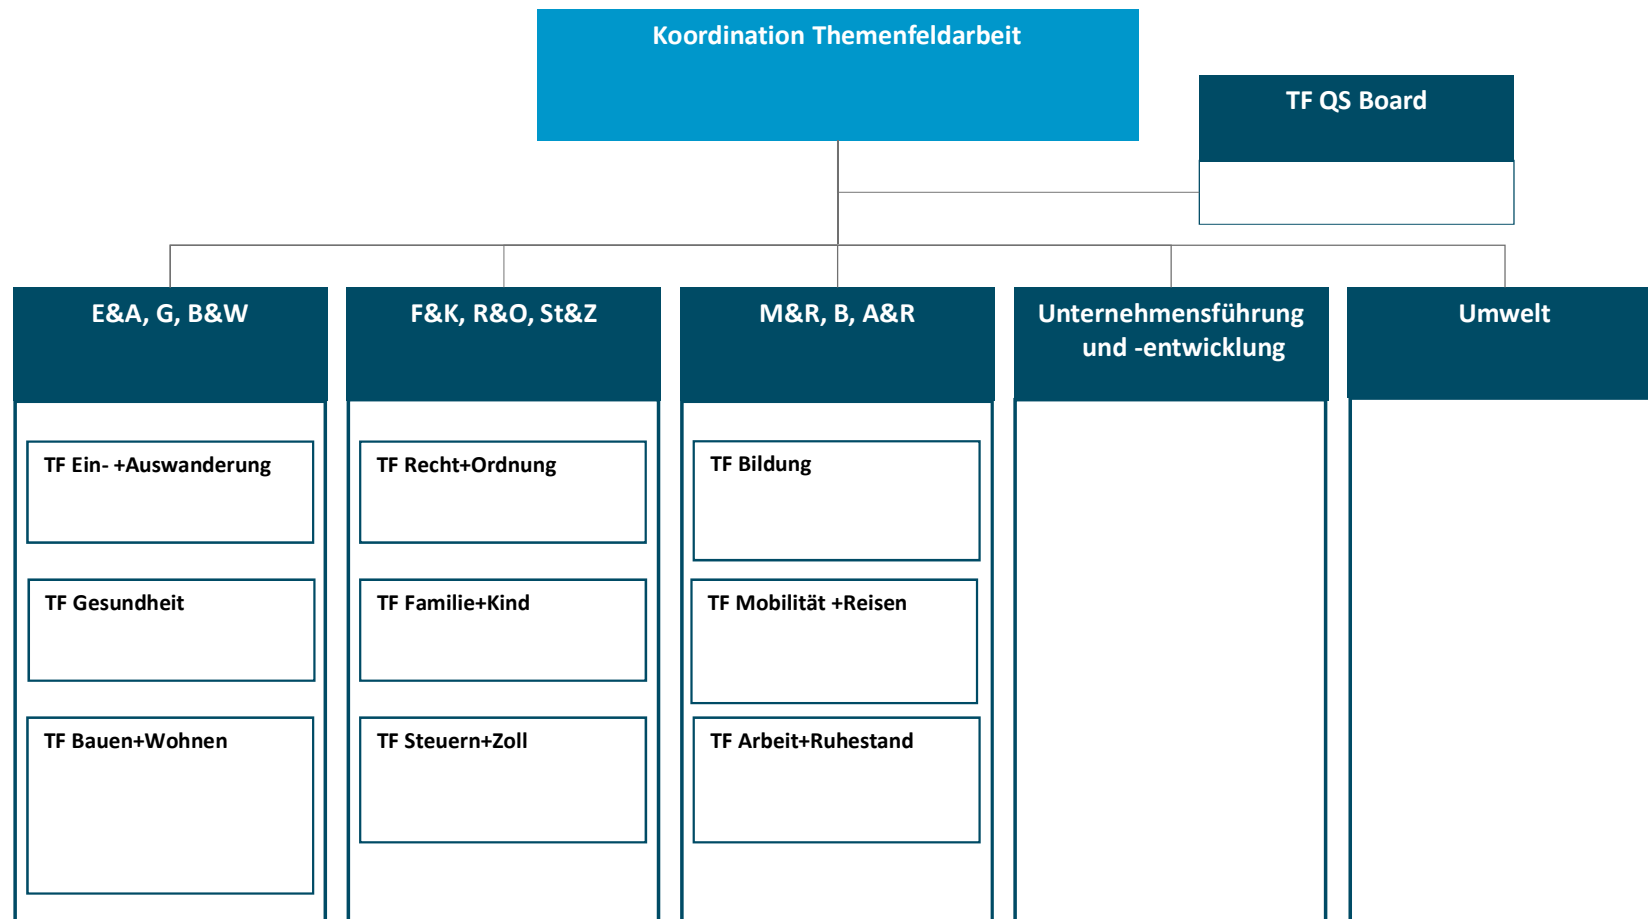 Koordination Themenfeldarbeit
TF QS Board
E&A, G, B&W
F&K, R&O, St&Z
M&R, B, A&R
Unternehmensführung
und -entwicklung
Umwelt
TF Ein- +Auswanderung
TF Gesundheit
TF Bauen+Wohnen
TF Recht+Ordnung
TF Familie+Kind
TF Steuern+Zoll
TF Bildung
TF Mobilität +Reisen
TF Arbeit+Ruhestand